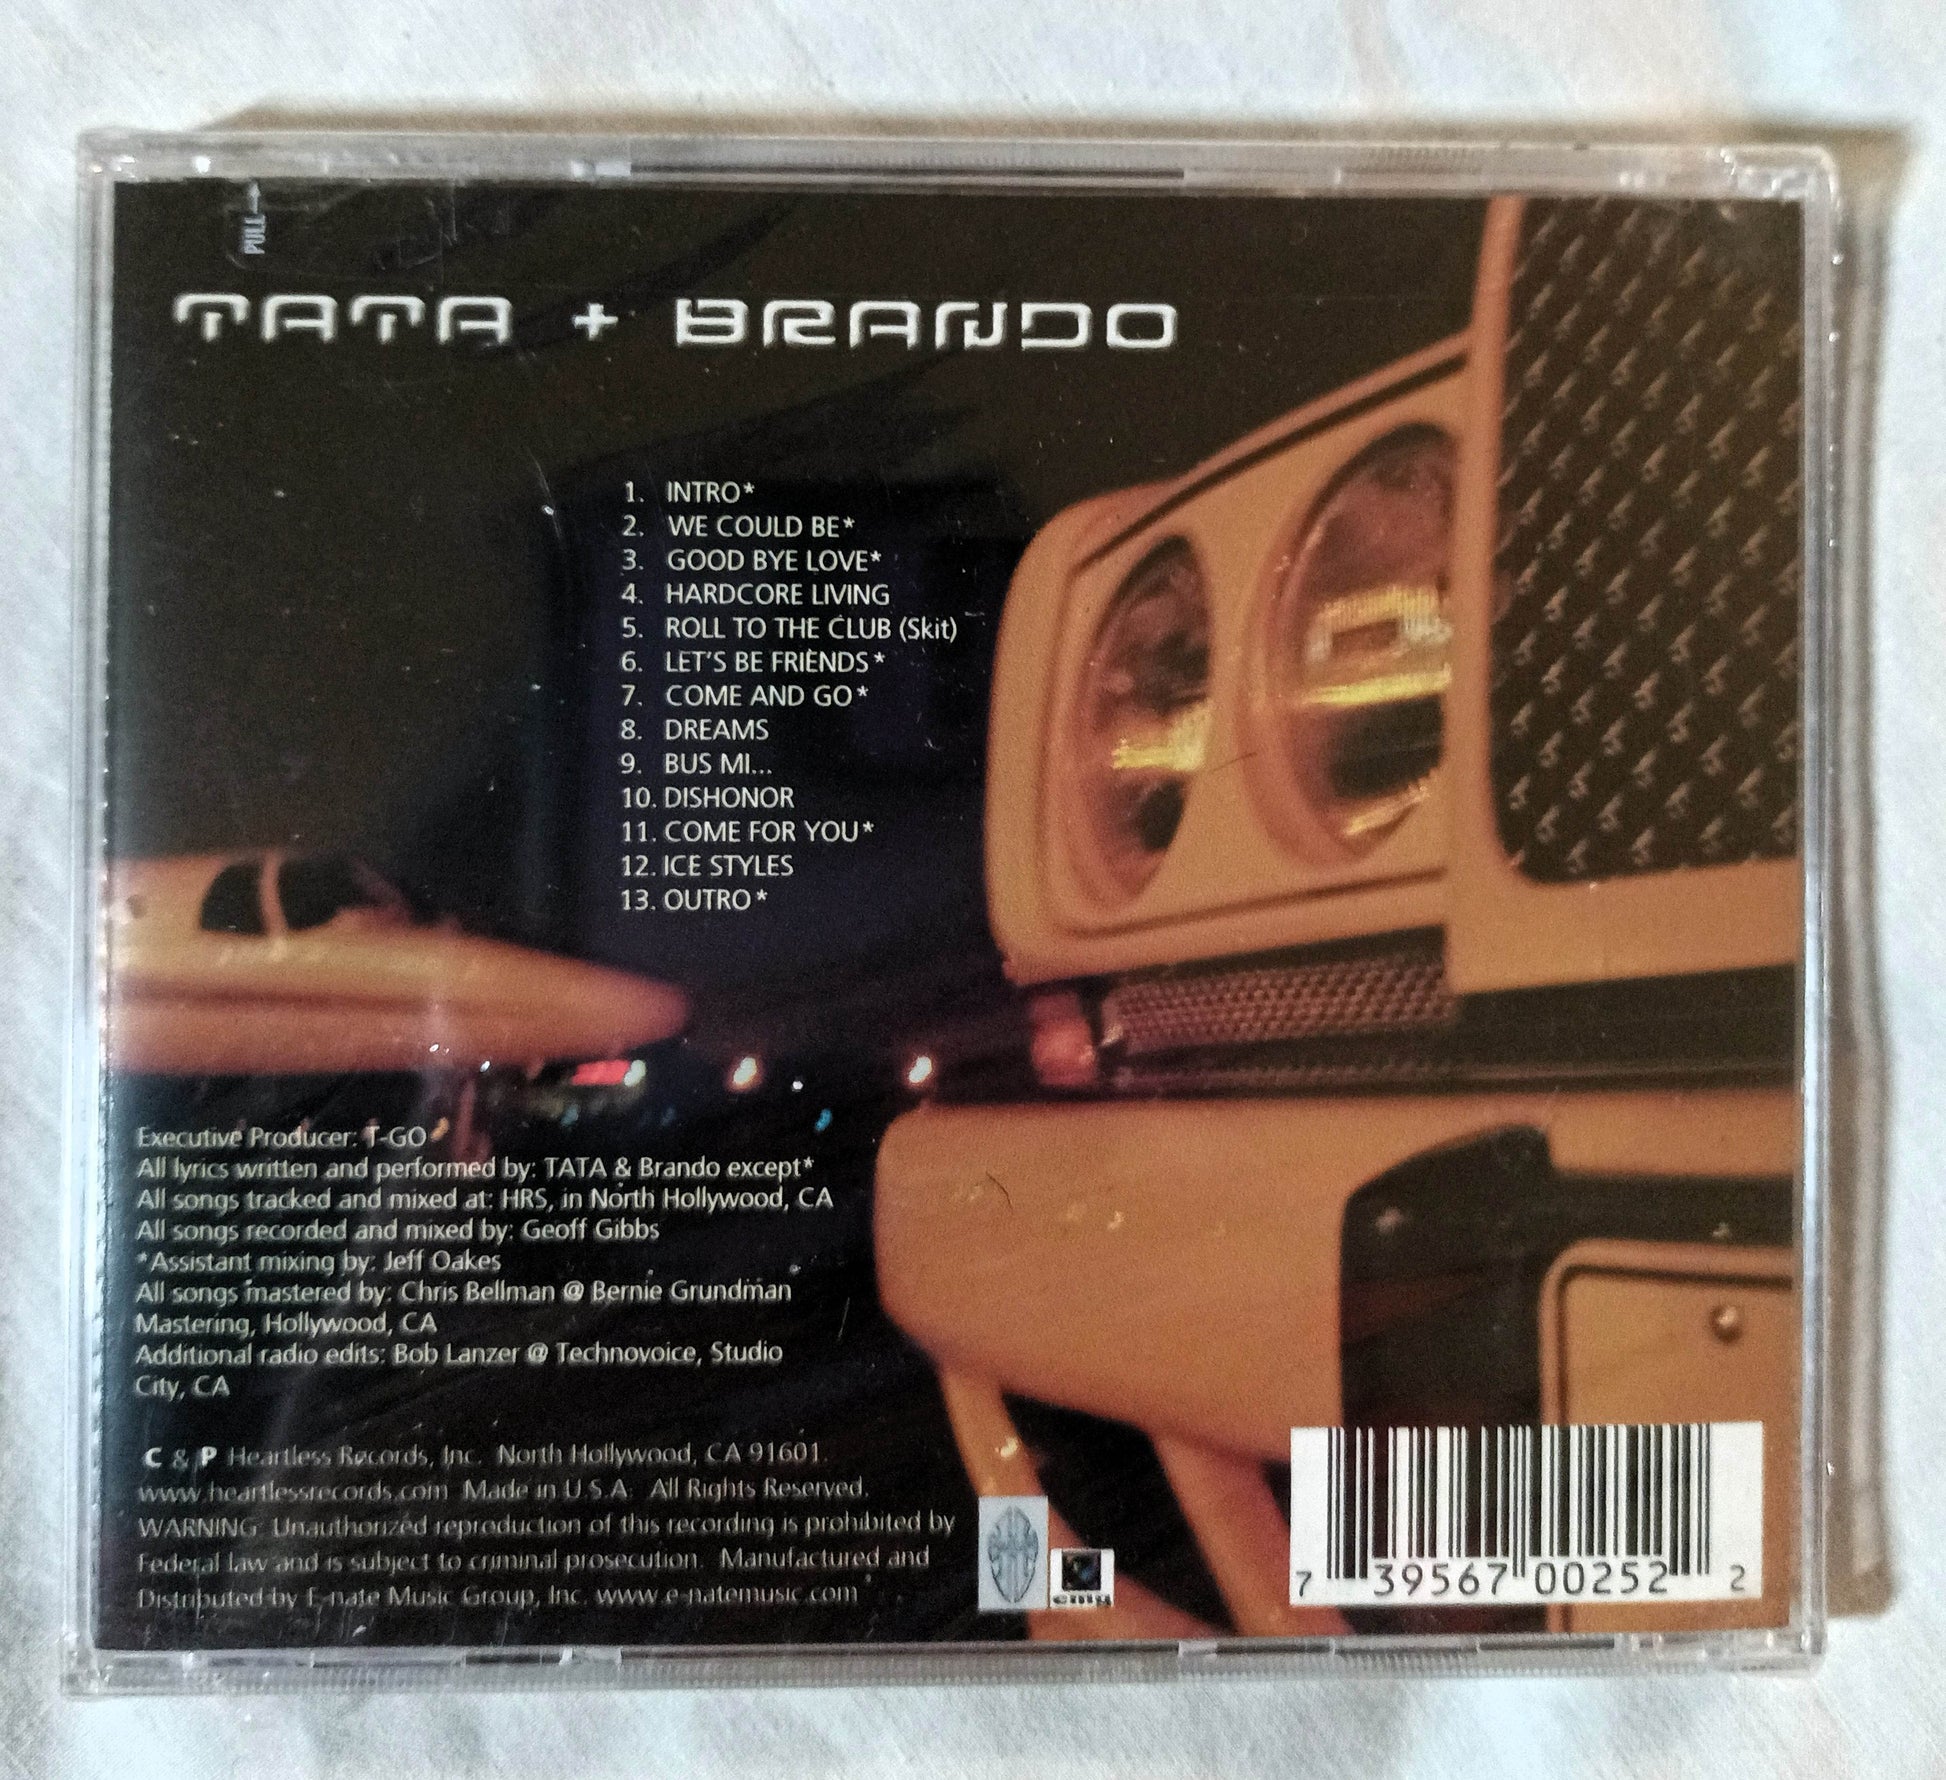 PULL→
TATA + BRANDO
1. INTRO*
2. WE COULD BE*
3. GOOD BYE LOVE*
4. HARDCORE LIVING
5. ROLL TO THE CLUB (Skit)
6. LET'S BE FRIENDS*
7. COME AND GO*
8. DREAMS
9. BUS MI...
10. DISHONOR
11. COME FOR YOU*
12. ICE STYLES
13. OUTRO*
Executive Producer: T-GO
All lyrics written and performed by: TATA & Brando except*
All songs tracked and mixed at: HRS, in North Hollywood, CA
All songs recorded and mixed by: Geoff Gibbs
*Assistant mixing by: Jeff Oakes
All songs mastered by: Chris Bellman @ Bernie Grundman
Mastering, Hollywood, CA
Additional radio edits: Bob Lanzer @ Technovoice, Studio
City, CA
C & P Heartless Records, Inc. North Hollywood, CA 91601.
www.heartlessrecords.com Made in U.S.A. All Rights Reserved.
WARNING: Unauthorized reproduction of this recording is prohibited by
Federal law and is subject to criminal prosecution. Manufactured and
Distributed by E-nate Music Group, Inc. www.e-natemusic.com
emg
7 39567 00252 2